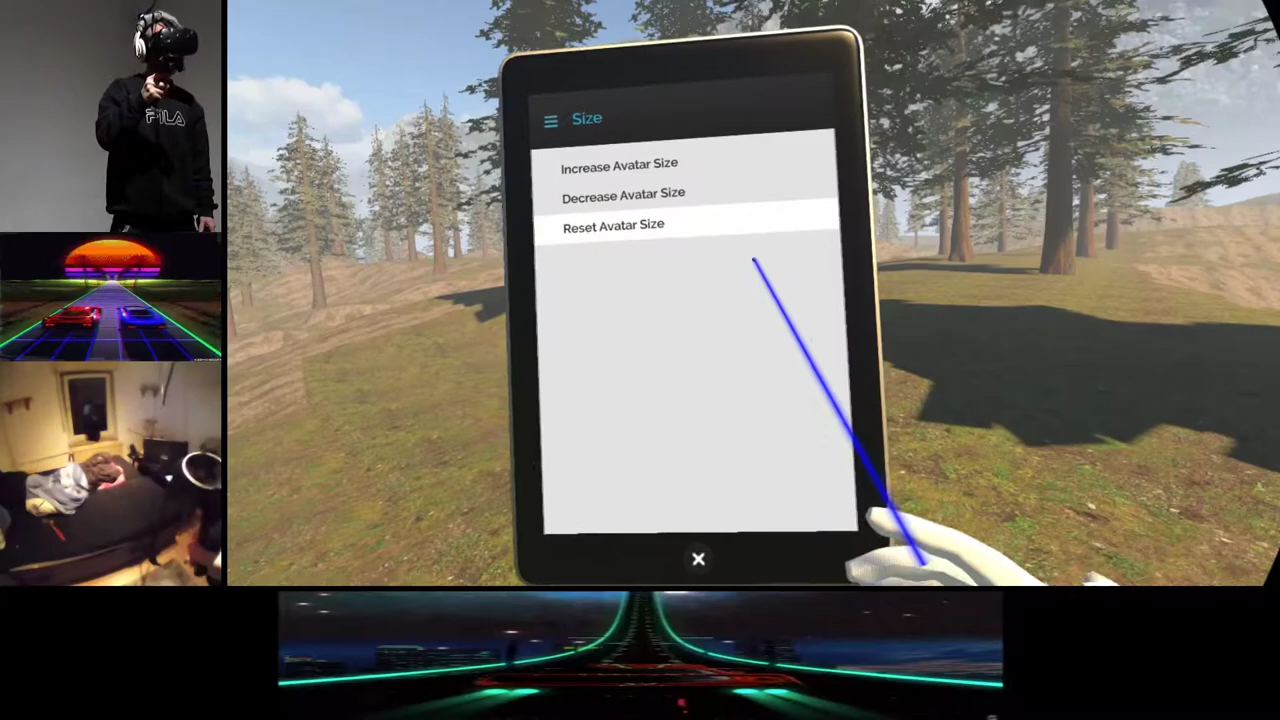 FILA
Size
Increase Avatar Size
Decrease Avatar Size
Reset Avatar Size